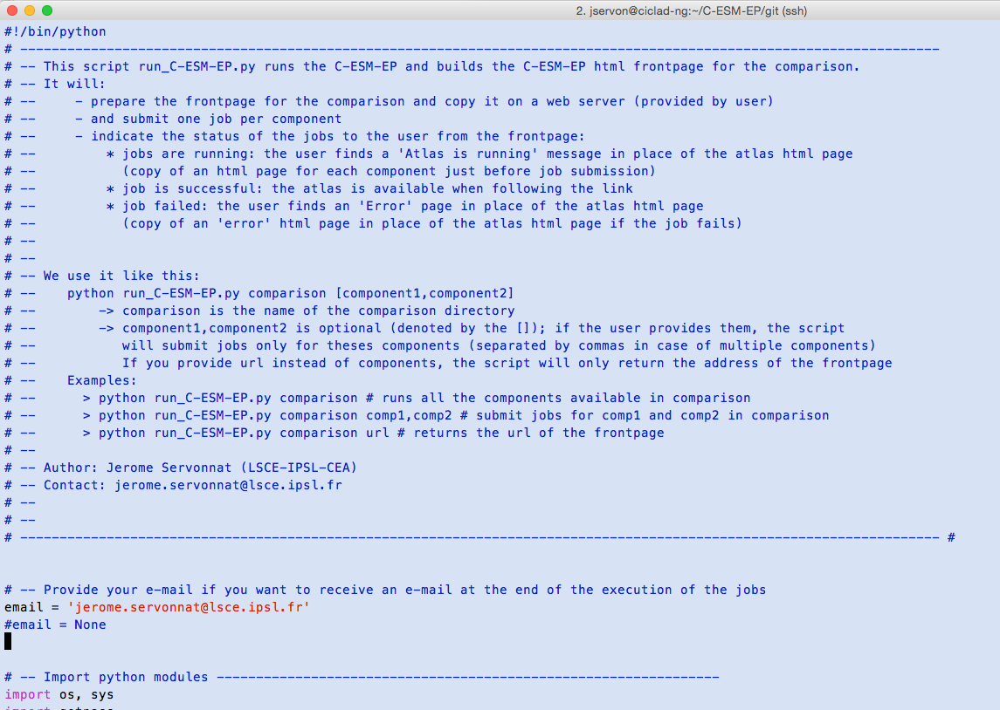 2. jservon@ciclad-ng:~/C-ESM-EP/git (ssh)
#!/bin/python
# ---------------------------------------------------------------------------------------------------------------------
# -- This script run_C-ESM-EP.py runs the C-ESM-EP and builds the C-ESM-EP html frontpage for the comparison.
# -- It will:
# --     - prepare the frontpage for the comparison and copy it on a web server (provided by user)
# --     - and submit one job per component
# --     - indicate the status of the jobs to the user from the frontpage:
# --         * jobs are running: the user finds a 'Atlas is running' message in place of the atlas html page
# --           (copy of an html page for each component just before job submission)
# --         * job is successful: the atlas is available when following the link
# --         * job failed: the user finds an 'Error' page in place of the atlas html page
# --           (copy of an 'error' html page in place of the atlas html page if the job fails)
# --
# --
# -- We use it like this:
# --    python run_C-ESM-EP.py comparison [component1,component2]
# --        -> comparison is the name of the comparison directory
# --        -> component1,component2 is optional (denoted by the []); if the user provides them, the script
# --           will submit jobs only for theses components (separated by commas in case of multiple components)
# --           If you provide url instead of components, the script will only return the address of the frontpage
# --    Examples:
# --      > python run_C-ESM-EP.py comparison # runs all the components available in comparison
# --      > python run_C-ESM-EP.py comparison comp1,comp2 # submit jobs for comp1 and comp2 in comparison
# --      > python run_C-ESM-EP.py comparison url # returns the url of the frontpage
# --
# -- Author: Jerome Servonnat (LSCE-IPSL-CEA)
# -- Contact: jerome.servonnat@lsce.ipsl.fr
# --
# --
# --------------------------------------------------------------------------------------------------------------------- #
# -- Provide your e-mail if you want to receive an e-mail at the end of the execution of the jobs
email = 'jerome.servonnat@lsce.ipsl.fr'
#email = None
# -- Import python modules ----------------------------------------------------------------
import os, sys